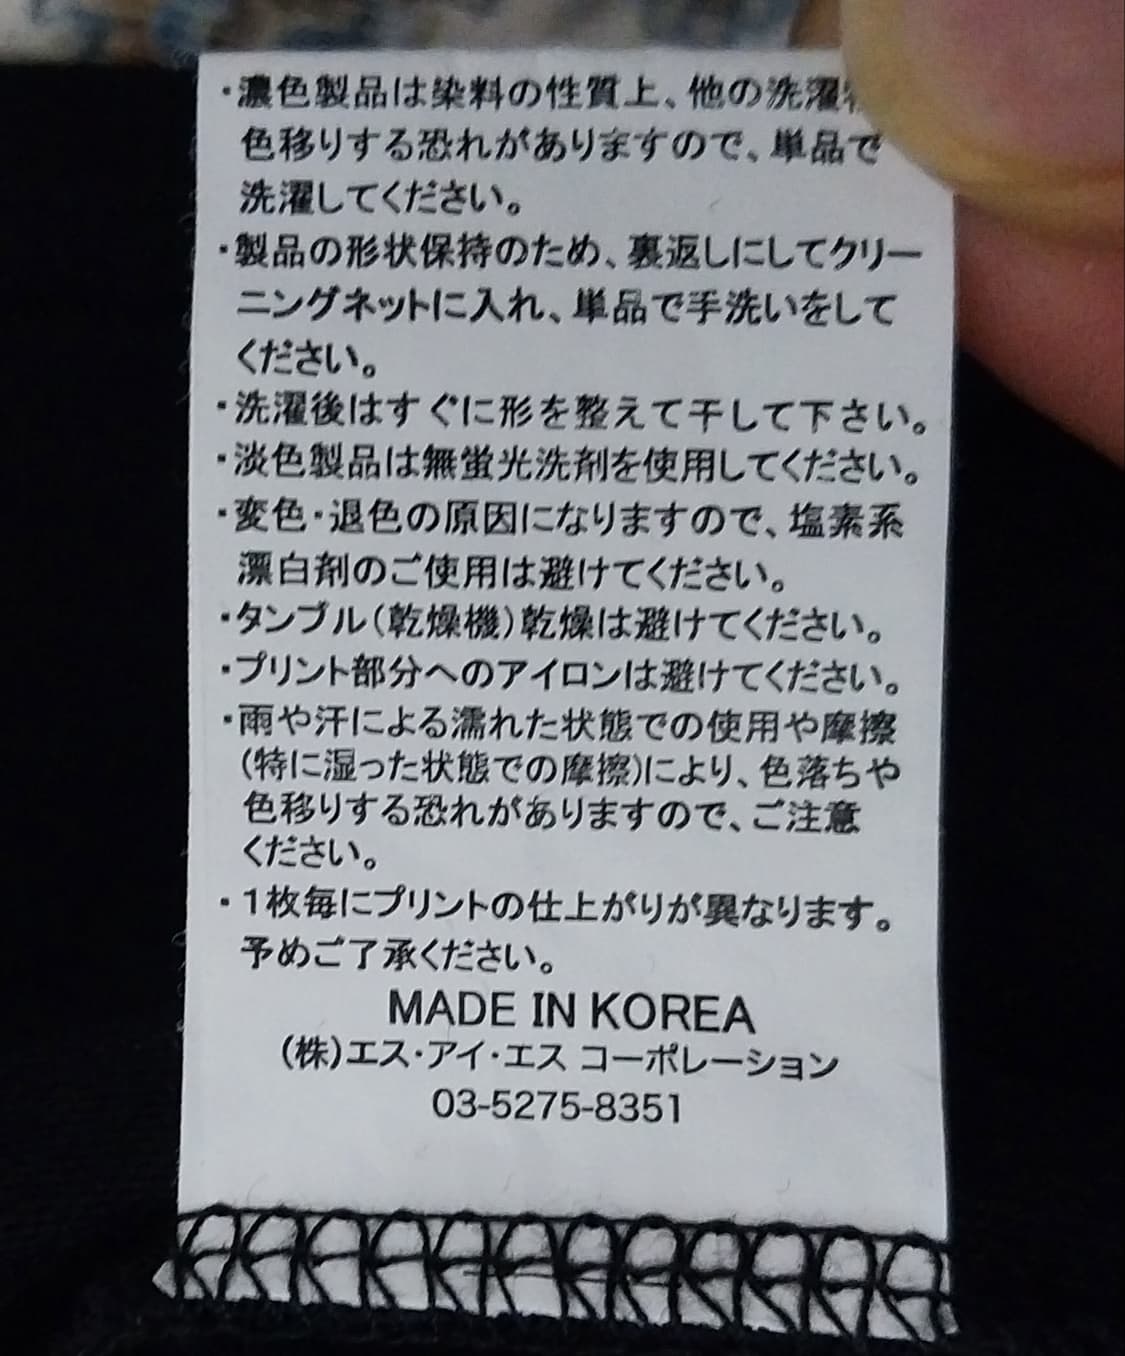 ・濃色製品は染料の性質上、他の洗濯
色移りする恐れがありますので、単品で
洗濯してください。
・製品の形状保持のため、裏返しにしてクリー
ニングネットに入れ、単品で手洗いをして
ください。
・洗濯後はすぐに形を整えて干して下さい。
・淡色製品は無蛍光洗剤を使用してください。
・変色・退色の原因になりますので、塩素系
漂白剤のご使用は避けてください。
・タンブル(乾燥機)乾燥は避けてください。
・プリント部分へのアイロンは避けてください。
・雨や汗による濡れた状態での使用や摩擦
(特に湿った状態での摩擦)により、色落ちや
色移りする恐れがありますので、ご注意
ください。
・1枚毎にプリントの仕上がりが異なります。
予めご了承ください。
MADE IN KOREA
(株)エス・アイ・エス コーポレーション
03-5275-8351